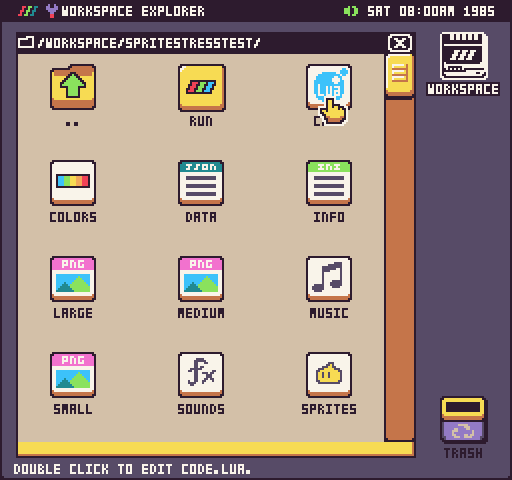 WORKSPACE EXPLORER
SAT 08:00AM 1985
/WORKSPACE/SPRITESTRESSTEST/
WORKSPACE
..
RUN
LUA
COLORS
JSON
DATA
INI
INFO
PNG
LARGE
PNG
MEDIUM
MUSIC
PNG
SMALL
fx
SOUNDS
SPRITES
TRASH
DOUBLE CLICK TO EDIT CODE.LUA.